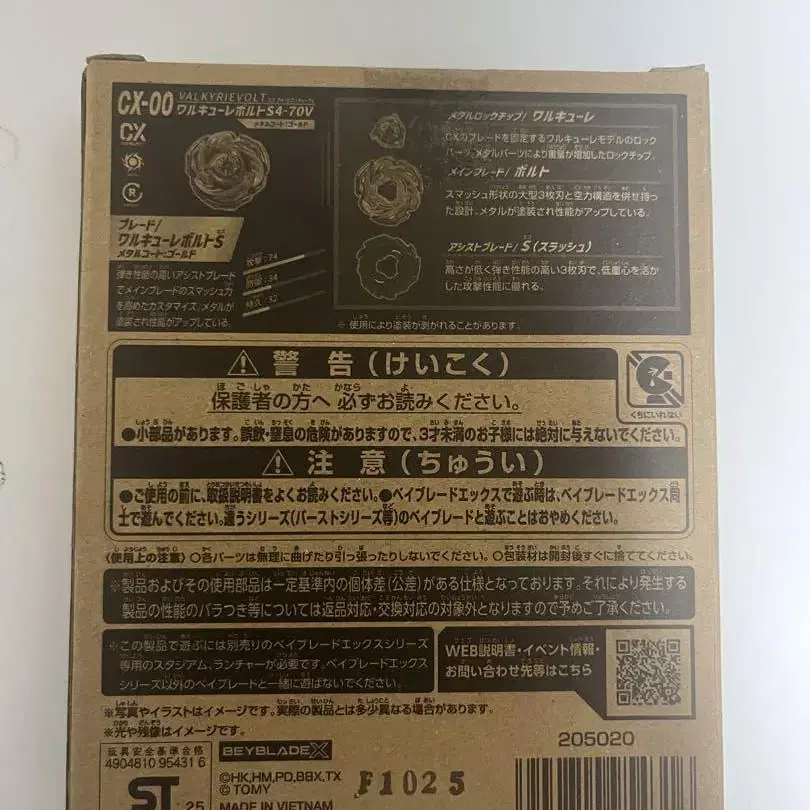 CX-00
VALKYRIEVOLT
ワルキューレボルトS4-70V
メタルコート:ゴールド
CX
R
ブレード/
ワルキューレボルトS
メタルコート:ゴールド
攻撃:74
防御:34
持久:32
弾き性能の高いアシストブレード
でメインブレードのスマッシュ力
を高めたカスタマイズ。メタルが
塗装され性能がアップしている。
メタルロックチップ/ ワルキューレ
CXのブレードを固定するワルキューレモデルのロック
パーツ。メタルパーツにより重量が増加したロックチップ。
メインブレード/ ボルト
スマッシュ形状の大型3枚刃と空力構造を併せ持っ
た設計。メタルが塗装され性能がアップしている。
アシストブレード/ S(スラッシュ)
高さが低く弾き性能の高い3枚刃で、低重心を活か
した攻撃性能に優れる。
※使用により塗装が剥がれることがあります。
警告(けいこく)
保護者の方へ 必ずお読みください。
●小部品があります。誤飲・窒息の危険がありますので、3才未満のお子様には絶対に与えないでください。
くちにいれない
注意(ちゅうい)
●ご使用の前に、取扱説明書をよくお読みください。●ベイブレードエックスで遊ぶ時は、ベイブレードエックス同
士で遊んでください。違うシリーズ(バーストシリーズ等)のベイブレードと遊ぶことはおやめください。
〈使用上の注意〉 ○各パーツは無理に曲げたり引っ張ったりしないでください。 ○包装材は開封後すぐに捨ててください。
※製品およびその使用部品は一定基準内の個体差(公差)がある仕様となっております。それにより発生する
製品の性能のバラつき等については返品対応・交換対応の対象外となりますので予めご了承ください。
※この製品で遊ぶには別売りのベイブレードエックスシリーズ
専用のスタジアム、ランチャーが必要です。ベイブレードエックス
シリーズ以外のベイブレードと一緒に遊ばないでください。
WEB説明書・イベント情報・
お問い合わせ先等はこちら
※写真やイラストはイメージです。実際の製品とは多少異なる場合があります。
※光や残像はイメージです。
205020
玩具安全基準合格
4904810 95431 6
ST
25
BEYBLADE X
©HK,HM,PD,BBX,TX
© TOMY
MADE IN VIETNAM
F1025